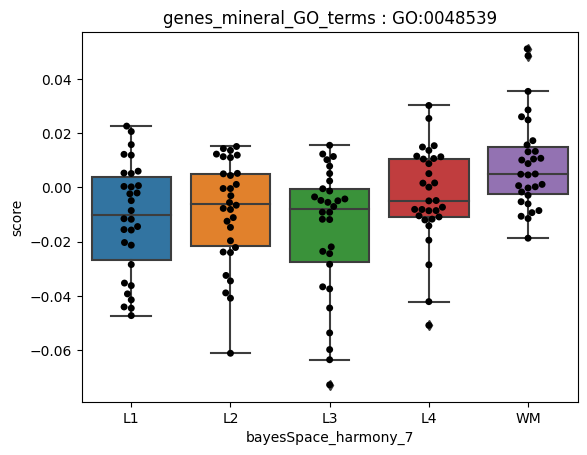 genes_mineral_GO_terms : GO:0048539
score
0.04
0.02
0.00
−0.02
−0.04
−0.06
L1 L2 L3 L4 WM
bayesSpace_harmony_7